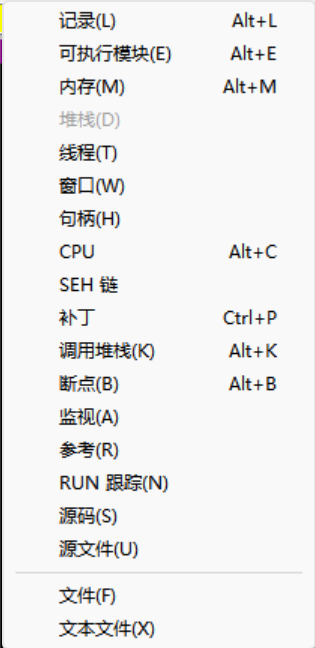 记录(L) Alt+L
可执行模块(E) Alt+E
内存(M) Alt+M
堆栈(D)
线程(T)
窗口(W)
句柄(H)
CPU Alt+C
SEH 链
补丁 Ctrl+P
调用堆栈(K) Alt+K
断点(B) Alt+B
监视(A)
参考(R)
RUN 跟踪(N)
源码(S)
源文件(U)
文件(F)
文本文件(X)